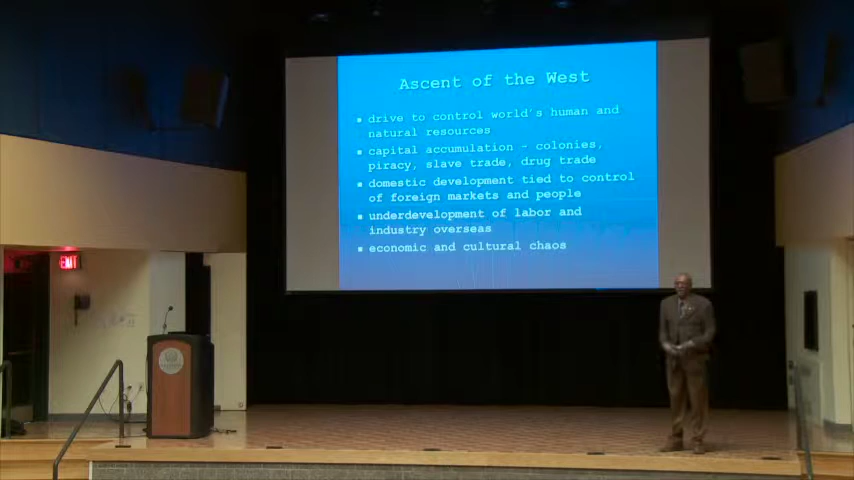 Ascent of the West
drive to control world's human and
natural resources
capital accumulation - colonies,
piracy, slave trade, drug trade
domestic development tied to control
of foreign markets and people
underdevelopment of labor and
industry overseas
economic and cultural chaos
EXIT